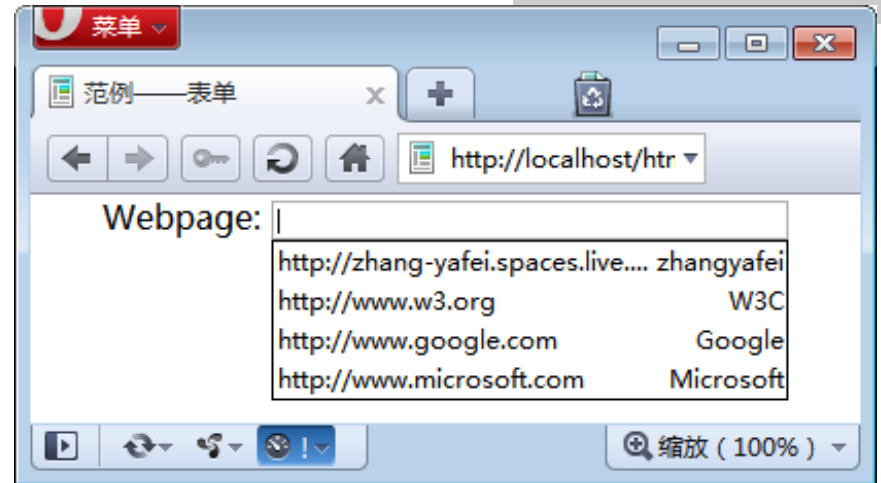 菜单
范例——表单
http://localhost/htr
Webpage:
http://zhang-yafei.spaces.live.... zhangyafei
http://www.w3.org W3C
http://www.google.com Google
http://www.microsoft.com Microsoft
! 缩放（100%）